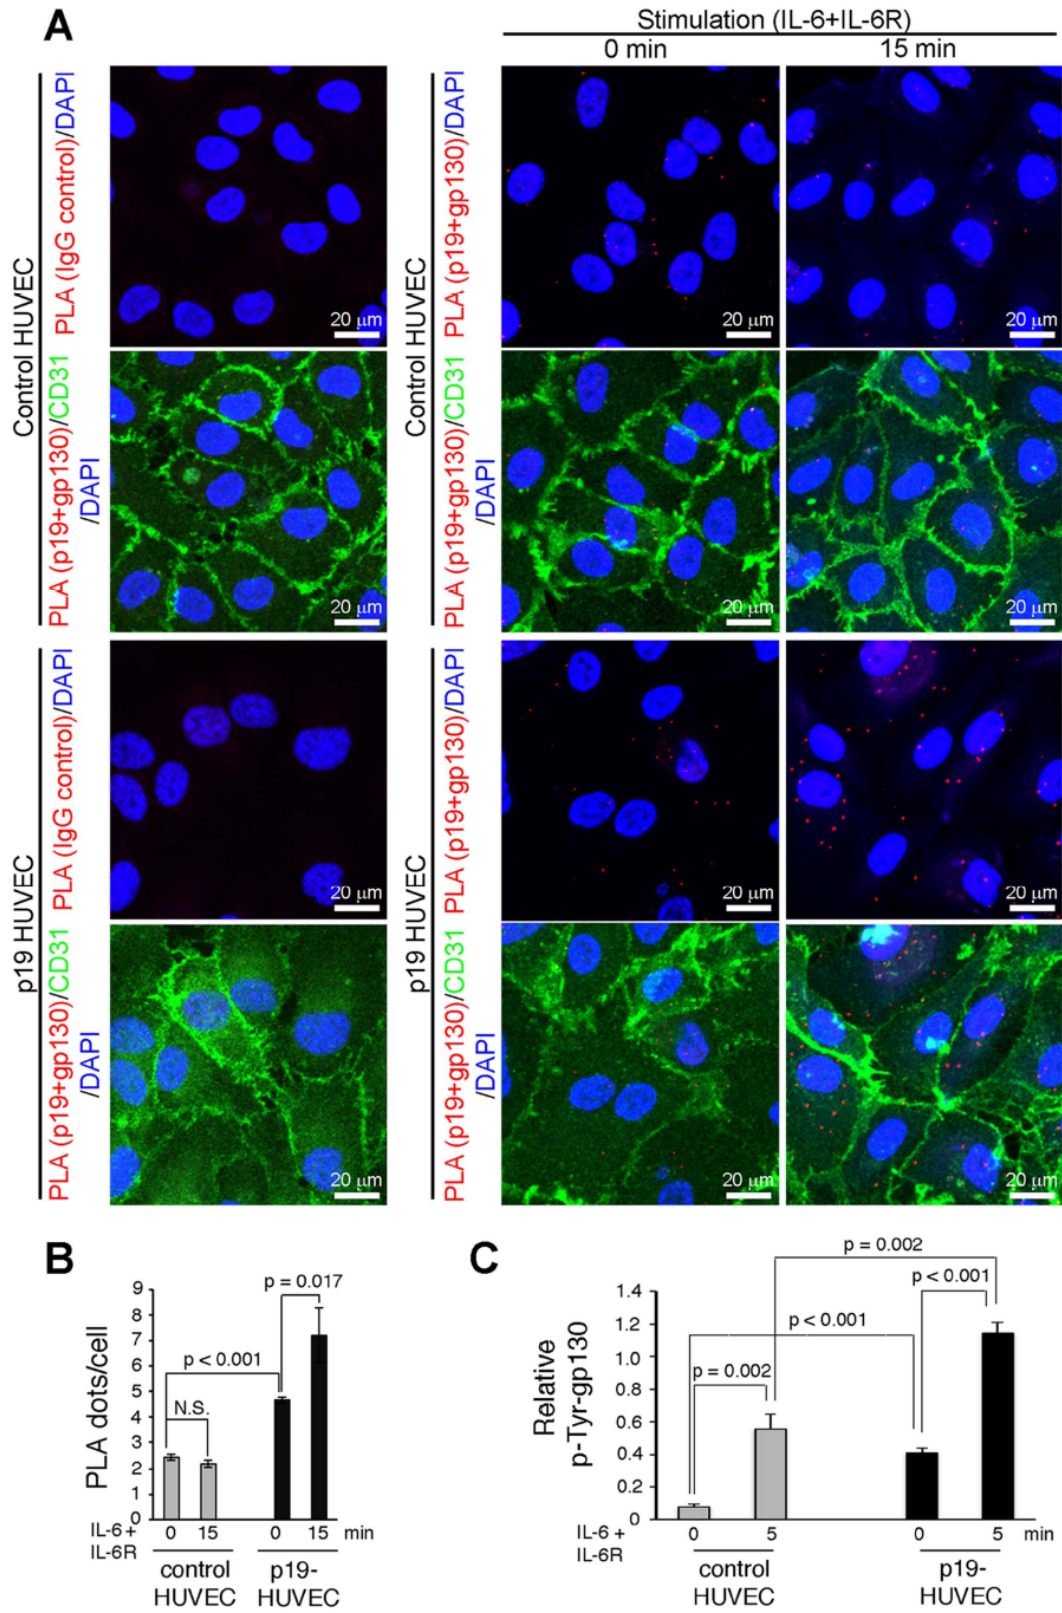 A
Stimulation (IL-6+IL-6R)
0 min
15 min
Control HUVEC
PLA (IgG control)/DAPI
20 μm
PLA (p19+gp130)/CD31
/DAPI
20 μm
Control HUVEC
PLA (p19+gp130)/DAPI
20 μm
20 μm
PLA (p19+gp130)/CD31
/DAPI
20 μm
20 μm
p19 HUVEC
PLA (IgG control)/DAPI
20 μm
PLA (p19+gp130)/CD31
/DAPI
20 μm
p19 HUVEC
PLA (p19+gp130)/DAPI
20 μm
20 μm
PLA (p19+gp130)/CD31
/DAPI
20 μm
20 μm
B
PLA dots/cell
9
8
7
6
5
4
3
2
1
0
p = 0.017
p < 0.001
N.S.
IL-6 +
IL-6R
0 15 0 15 min
control
HUVEC
p19-
HUVEC
C
Relative
p-Tyr-gp130
1.4
1.2
1.0
0.8
0.6
0.4
0.2
0
p = 0.002
p < 0.001
p < 0.001
p = 0.002
IL-6 +
IL-6R
0 5 0 5 min
control
HUVEC
p19-
HUVEC